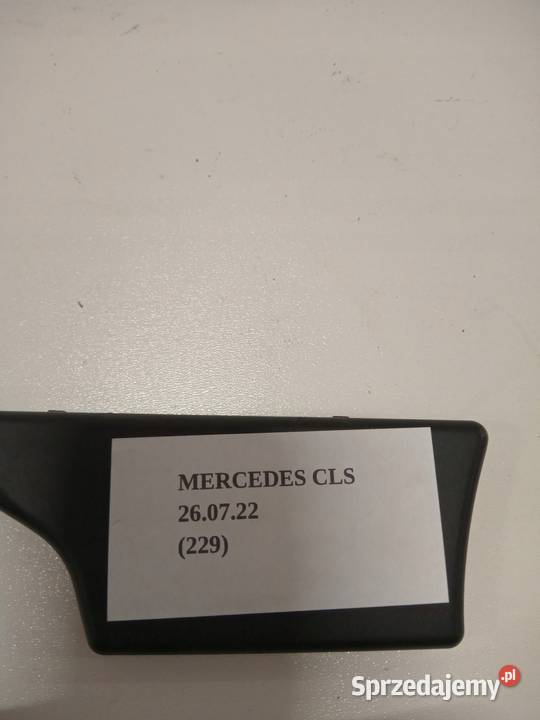 MERCEDES CLS
26.07.22
(229)
Sprzedajemy.pl